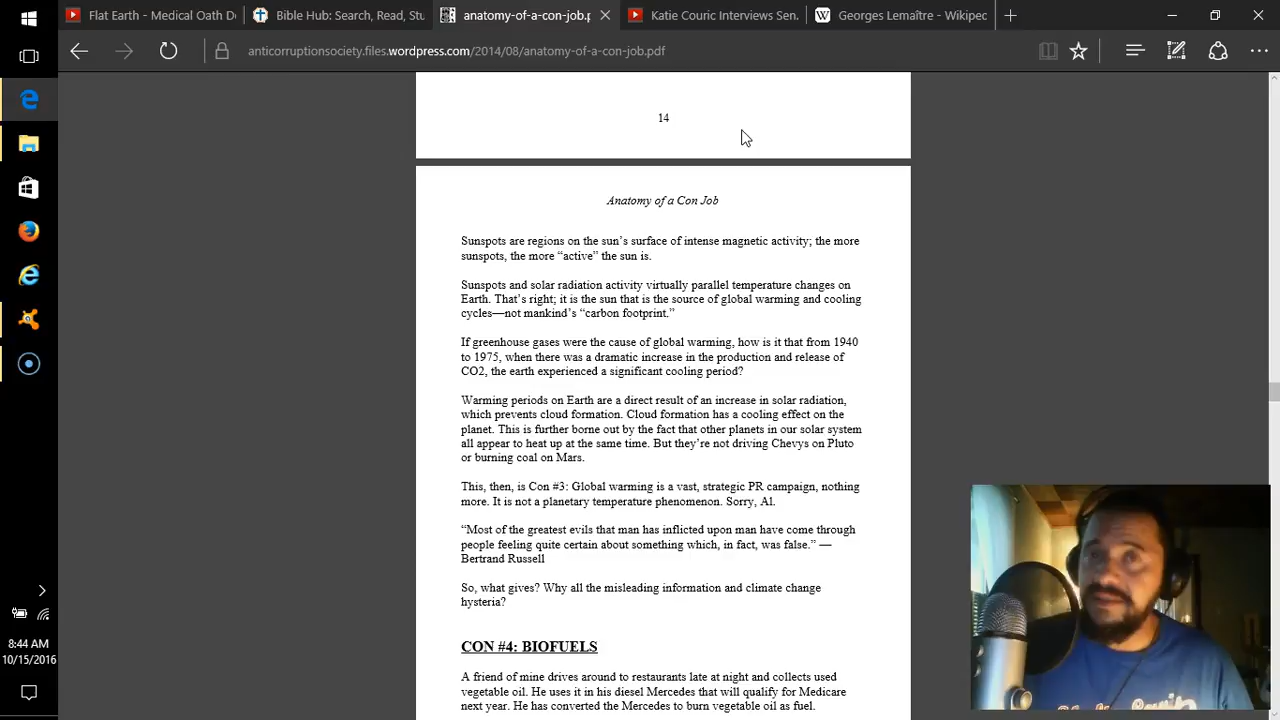 Flat Earth - Medical Oath D
Bible Hub: Search, Read, Stu
anatomy-of-a-con-job.p
Katie Couric Interviews Sen.
Georges Lemaître - Wikipec
anticorruptionsociety.files.wordpress.com/2014/08/anatomy-of-a-con-job.pdf
14
Anatomy of a Con Job
Sunspots are regions on the sun’s surface of intense magnetic activity; the more
sunspots, the more “active” the sun is.
Sunspots and solar radiation activity virtually parallel temperature changes on
Earth. That’s right; it is the sun that is the source of global warming and cooling
cycles—not mankind’s “carbon footprint.”
If greenhouse gases were the cause of global warming, how is it that from 1940
to 1975, when there was a dramatic increase in the production and release of
CO2, the earth experienced a significant cooling period?
Warming periods on Earth are a direct result of an increase in solar radiation,
which prevents cloud formation. Cloud formation has a cooling effect on the
planet. This is further borne out by the fact that other planets in our solar system
all appear to heat up at the same time. But they’re not driving Chevys on Pluto
or burning coal on Mars.
This, then, is Con #3: Global warming is a vast, strategic PR campaign, nothing
more. It is not a planetary temperature phenomenon. Sorry, Al.
“Most of the greatest evils that man has inflicted upon man have come through
people feeling quite certain about something which, in fact, was false.” —
Bertrand Russell
So, what gives? Why all the misleading information and climate change
hysteria?
CON #4: BIOFUELS
A friend of mine drives around to restaurants late at night and collects used
vegetable oil. He uses it in his diesel Mercedes that will qualify for Medicare
next year. He has converted the Mercedes to burn vegetable oil as fuel.
8:44 AM
10/15/2016